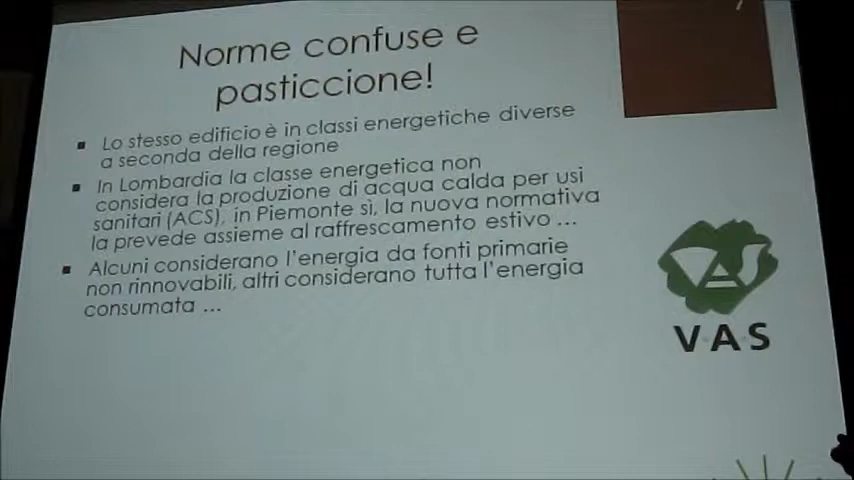 Norme confuse e
pasticcione!
▪ Lo stesso edificio è in classi energetiche diverse
a seconda della regione
▪ In Lombardia la classe energetica non
considera la produzione di acqua calda per usi
sanitari (ACS), in Piemonte sì, la nuova normativa
la prevede assieme al raffrescamento estivo ...
▪ Alcuni considerano l'energia da fonti primarie
non rinnovabili, altri considerano tutta l'energia
consumata ...
VAS
V·A·S